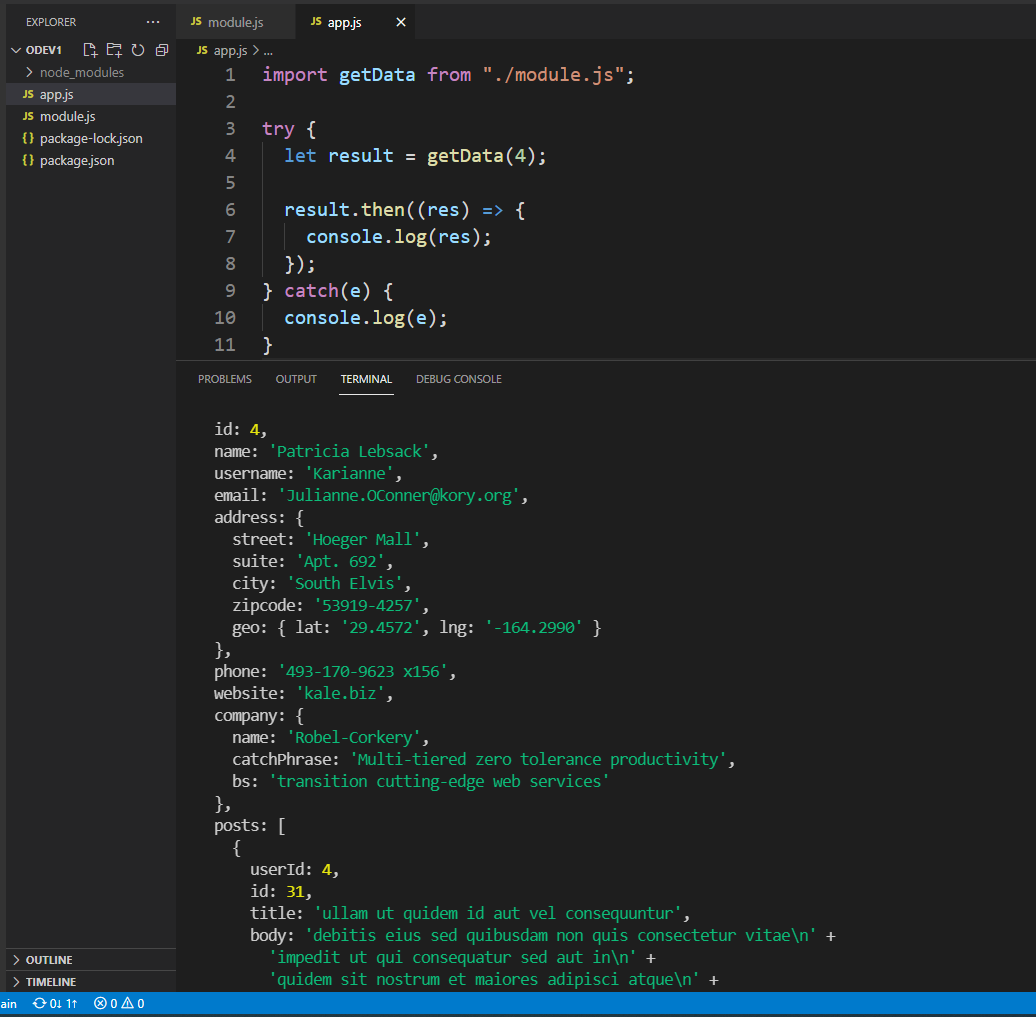 EXPLORER ...
ODEV1
node_modules
JS app.js
JS module.js
{} package-lock.json
{} package.json
OUTLINE
TIMELINE
JS module.js
JS app.js ×
JS app.js > ...
1 import getData from "./module.js";
2
3 try {
4 let result = getData(4);
5
6 result.then((res) => {
7 console.log(res);
8 });
9 } catch(e) {
10 console.log(e);
11 }
PROBLEMS OUTPUT TERMINAL DEBUG CONSOLE
id: 4,
name: 'Patricia Lebsack',
username: 'Karianne',
email: 'Julianne.OConner@kory.org',
address: {
street: 'Hoeger Mall',
suite: 'Apt. 692',
city: 'South Elvis',
zipcode: '53919-4257',
geo: { lat: '29.4572', lng: '-164.2990' }
},
phone: '493-170-9623 x156',
website: 'kale.biz',
company: {
name: 'Robel-Corkery',
catchPhrase: 'Multi-tiered zero tolerance productivity',
bs: 'transition cutting-edge web services'
},
posts: [
{
userId: 4,
id: 31,
title: 'ullam ut quidem id aut vel consequuntur',
body: 'debitis eius sed quibusdam non quis consectetur vitae\n' +
'impedit ut qui consequatur sed aut in\n' +
'quidem sit nostrum et maiores adipisci atque\n' +
ain 0↓ 1↑ 0 0